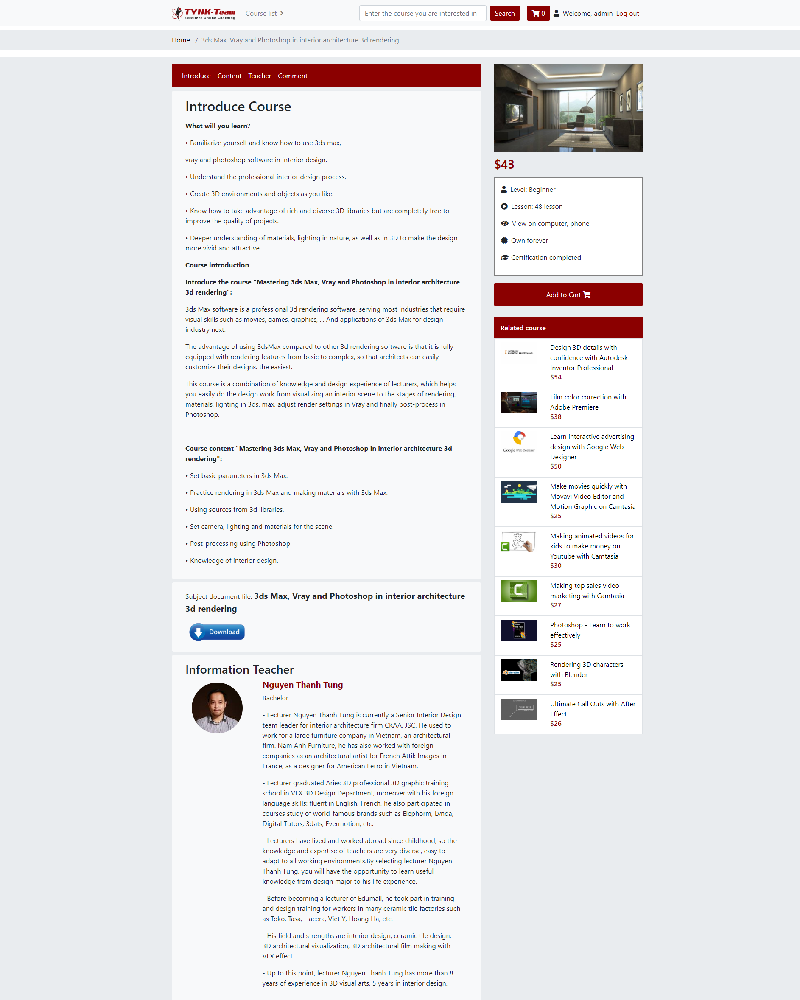 TYNK-Team
Excellent Online Coaching
Course list
Enter the course you are interested in
Search
0
Welcome, admin
Log out
Home / 3ds Max, Vray and Photoshop in interior architecture 3d rendering
Introduce
Content
Teacher
Comment
Introduce Course
What will you learn?
• Familiarize yourself and know how to use 3ds max,
vray and photoshop software in interior design.
• Understand the professional interior design process.
• Create 3D environments and objects as you like.
• Know how to take advantage of rich and diverse 3D libraries but are completely free to
improve the quality of projects.
• Deeper understanding of materials, lighting in nature, as well as in 3D to make the design
more vivid and attractive.
Course introduction
Introduce the course "Mastering 3ds Max, Vray and Photoshop in interior architecture
3d rendering":
3ds Max software is a professional 3d rendering software, serving most industries that require
visual skills such as movies, games, graphics, ... And applications of 3ds Max for design
industry next.
The advantage of using 3dsMax compared to other 3d rendering software is that it is fully
equipped with rendering features from basic to complex, so that architects can easily
customize their designs. the easiest.
This course is a combination of knowledge and design experience of lecturers, which helps
you easily do the design work from visualizing an interior scene to the stages of rendering,
materials, lighting in 3ds. max, adjust render settings in Vray and finally post-process in
Photoshop.
Course content "Mastering 3ds Max, Vray and Photoshop in interior architecture 3d
rendering":
• Set basic parameters in 3ds Max.
• Practice rendering in 3ds Max and making materials with 3ds Max.
• Using sources from 3d libraries.
• Set camera, lighting and materials for the scene.
• Post-processing using Photoshop
• Knowledge of interior design.
Subject document file: 3ds Max, Vray and Photoshop in interior architecture
3d rendering
Download
Information Teacher
Nguyen Thanh Tung
Bachelor
- Lecturer Nguyen Thanh Tung is currently a Senior Interior Design
team leader for interior architecture firm CKAA, JSC. He used to
work for a large furniture company in Vietnam, an architectural
firm. Nam Anh Furniture, he has also worked with foreign
companies as an architectural artist for French Attik Images in
France, as a designer for American Ferro in Vietnam.
- Lecturer graduated Aries 3D professional 3D graphic training
school in VFX 3D Design Department, moreover with his foreign
language skills: fluent in English, French, he also participated in
courses study of world-famous brands such as Elephorm, Lynda,
Digital Tutors, 3dats, Evermotion, etc.
- Lecturers have lived and worked abroad since childhood, so the
knowledge and expertise of teachers are very diverse, easy to
adapt to all working environments.By selecting lecturer Nguyen
Thanh Tung, you will have the opportunity to learn useful
knowledge from design major to his life experience.
- Before becoming a lecturer of Edumall, he took part in training
and design training for workers in many ceramic tile factories such
as Toko, Tasa, Hacera, Viet Y, Hoang Ha, etc.
- His field and strengths are interior design, ceramic tile design,
3D architectural visualization, 3D architectural film making with
VFX effect.
- Up to this point, lecturer Nguyen Thanh Tung has more than 8
years of experience in 3D visual arts, 5 years in interior design.
$43
Level: Beginner
Lesson: 48 lesson
View on computer, phone
Own forever
Certification completed
Add to Cart
Related course
AUTODESK
INVENTOR PROFESSIONAL
Design 3D details with
confidence with Autodesk
Inventor Professional
$54
Film color correction with
Adobe Premiere
$38
Google Web Designer
Learn interactive advertising
design with Google Web
Designer
$50
Make movies quickly with
Movavi Video Editor and
Motion Graphic on Camtasia
$25
Making animated videos for
kids to make money on
Youtube with Camtasia
$30
Making top sales video
marketing with Camtasia
$27
Photoshop - Learn to work
effectively
$25
blender
Rendering 3D characters
with Blender
$25
YOUR TEXT
Ultimate Call Outs with After
Effect
$26